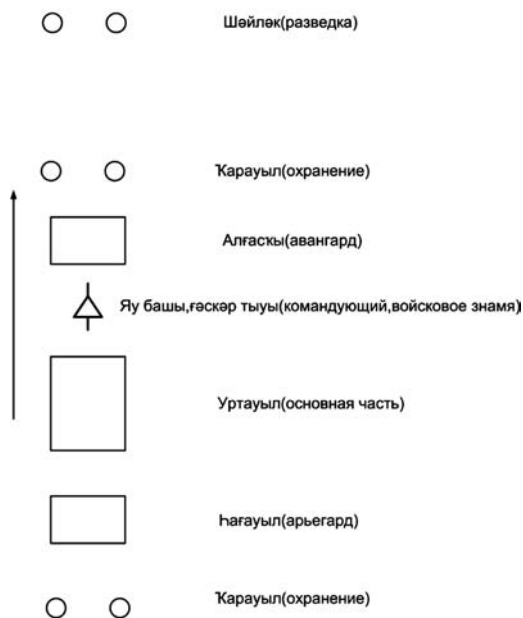 Шәйләк(разведка)
Ҡарауыл(охранение)
Алғасҡы(авангард)
Яу башы,ғәскәр тыуы(командующий,войсковое знамя)
Уртауыл(основная часть)
Һағауыл(арьегард)
Ҡарауыл(охранение)